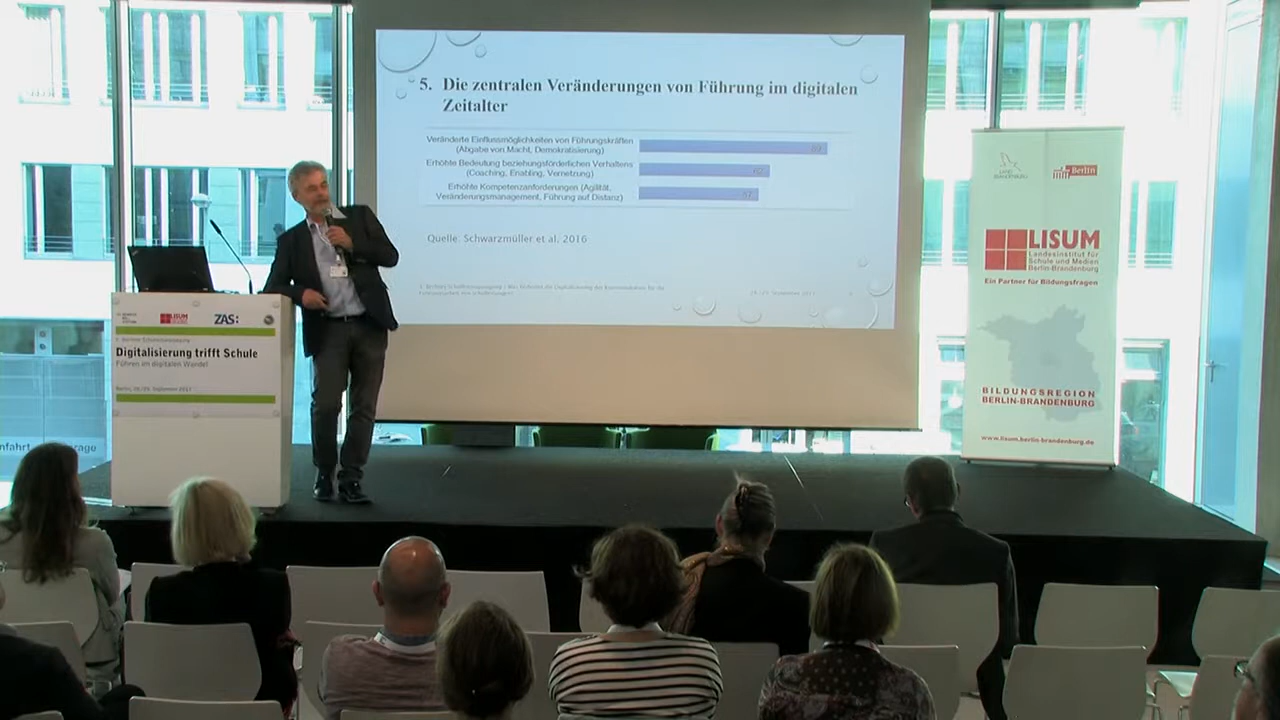 5. Die zentralen Veränderungen von Führung im digitalen
Zeitalter
Veränderte Einflussmöglichkeiten von Führungskräften
(Abgabe von Macht, Demokratisierung)
Erhöhte Bedeutung beziehungsförderlichen Verhaltens
(Coaching, Enabling, Vernetzung)
Erhöhte Kompetenzanforderungen (Agilität,
Veränderungsmanagement, Führung auf Distanz)
Quelle: Schwarzmüller et al. 2016
LISUM
ZAS:
Digitalisierung trifft Schule
Führen im digitalen Wandel
Berlin
LISUM
Landesinstitut für
Schule und Medien
Berlin-Brandenburg
Ein Partner für Bildungsfragen
BILDUNGSREGION
BERLIN-BRANDENBURG
www.lisum.berlin-brandenburg.de